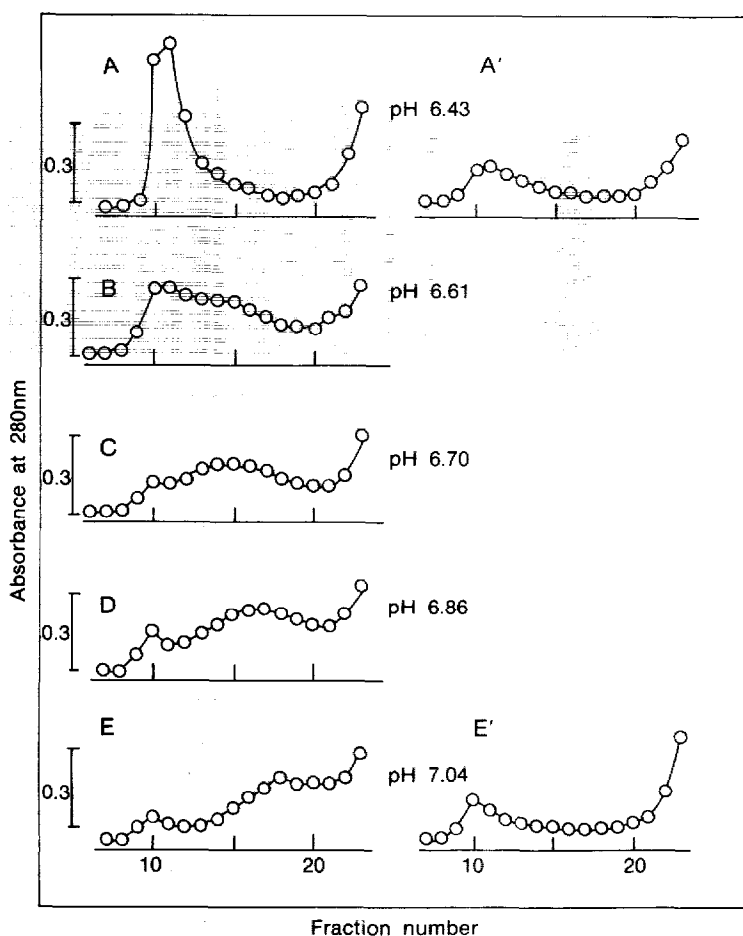 A
A'
pH 6.43
0.3
B
pH 6.61
0.3
C
pH 6.70
0.3
D
pH 6.86
0.3
E
E'
pH 7.04
0.3
10
20
10
20
Absorbance at 280nm
Fraction number